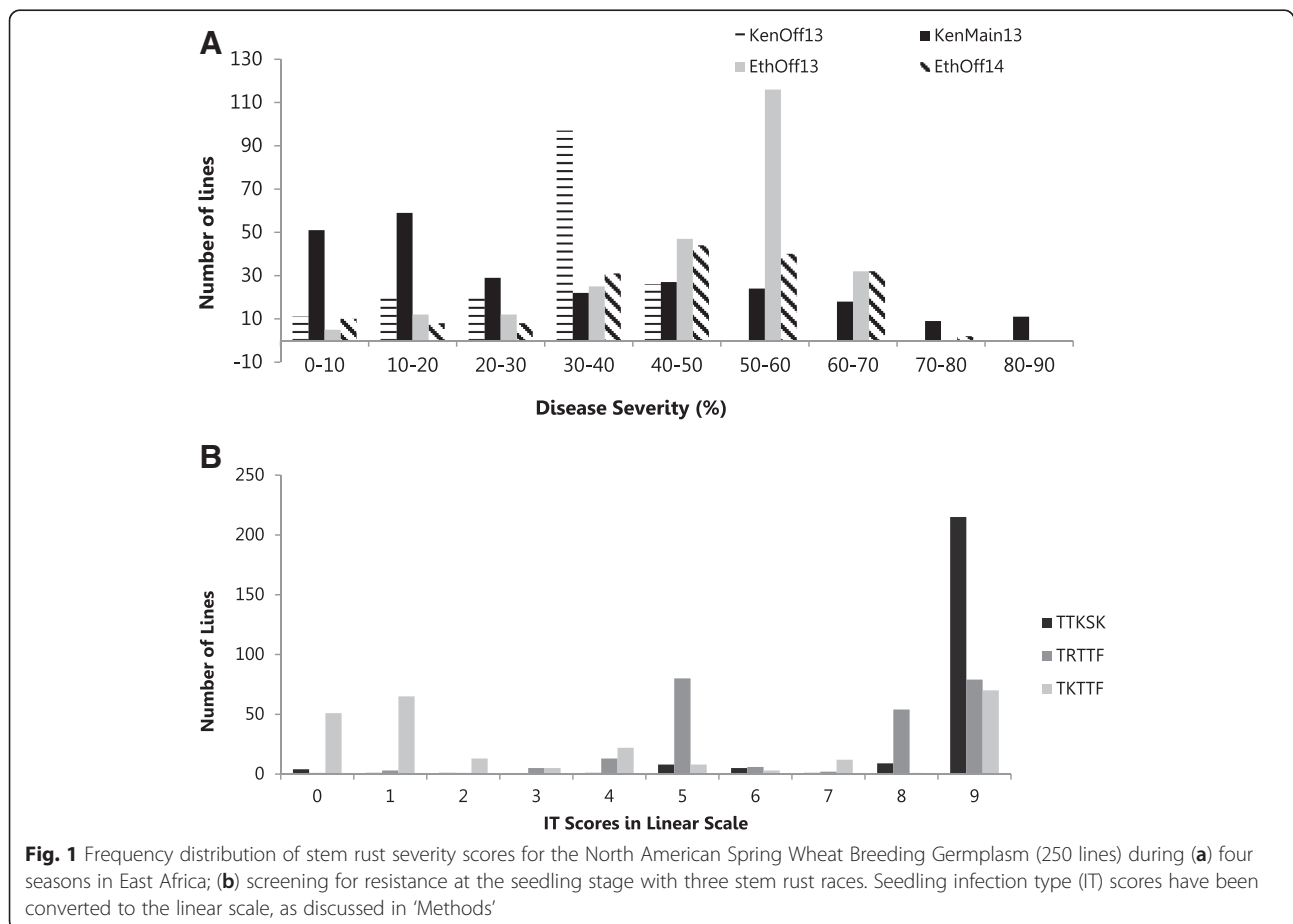 A
KenOff13
KenMain13
EthOff13
EthOff14
130
110
90
70
50
30
10
-10
Number of lines
0-10 10-20 20-30 30-40 40-50 50-60 60-70 70-80 80-90
Disease Severity (%)
B
250
200
150
100
50
0
Number of Lines
TTKSK
TRTTF
TKTTF
0 1 2 3 4 5 6 7 8 9
IT Scores in Linear Scale
Fig. 1 Frequency distribution of stem rust severity scores for the North American Spring Wheat Breeding Germplasm (250 lines) during (a) four
seasons in East Africa; (b) screening for resistance at the seedling stage with three stem rust races. Seedling infection type (IT) scores have been
converted to the linear scale, as discussed in ‘Methods’